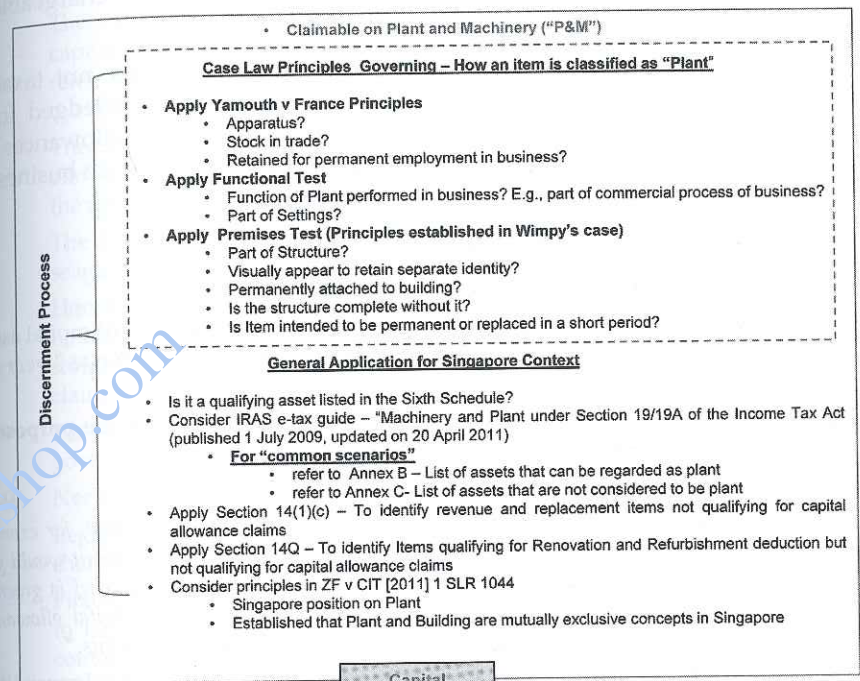 • Claimable on Plant and Machinery ("P&M")
Case Law Principles Governing – How an item is classified as "Plant"
• Apply Yamouth v France Principles
• Apparatus?
• Stock in trade?
• Retained for permanent employment in business?
• Apply Functional Test
• Function of Plant performed in business? E.g., part of commercial process of business?
• Part of Settings?
• Apply Premises Test (Principles established in Wimpy's case)
• Part of Structure?
• Visually appear to retain separate identity?
• Permanently attached to building?
• Is the structure complete without it?
• Is Item intended to be permanent or replaced in a short period?
Discernment Process
General Application for Singapore Context
• Is it a qualifying asset listed in the Sixth Schedule?
• Consider IRAS e-tax guide – "Machinery and Plant under Section 19/19A of the Income Tax Act
(published 1 July 2009, updated on 20 April 2011)
• For "common scenarios"
• refer to Annex B – List of assets that can be regarded as plant
• refer to Annex C- List of assets that are not considered to be plant
• Apply Section 14(1)(c) – To identify revenue and replacement items not qualifying for capital
allowance claims
• Apply Section 14Q – To identify Items qualifying for Renovation and Refurbishment deduction but
not qualifying for capital allowance claims
• Consider principles in ZF v CIT [2011] 1 SLR 1044
• Singapore position on Plant
• Established that Plant and Building are mutually exclusive concepts in Singapore
Capital
shop.com